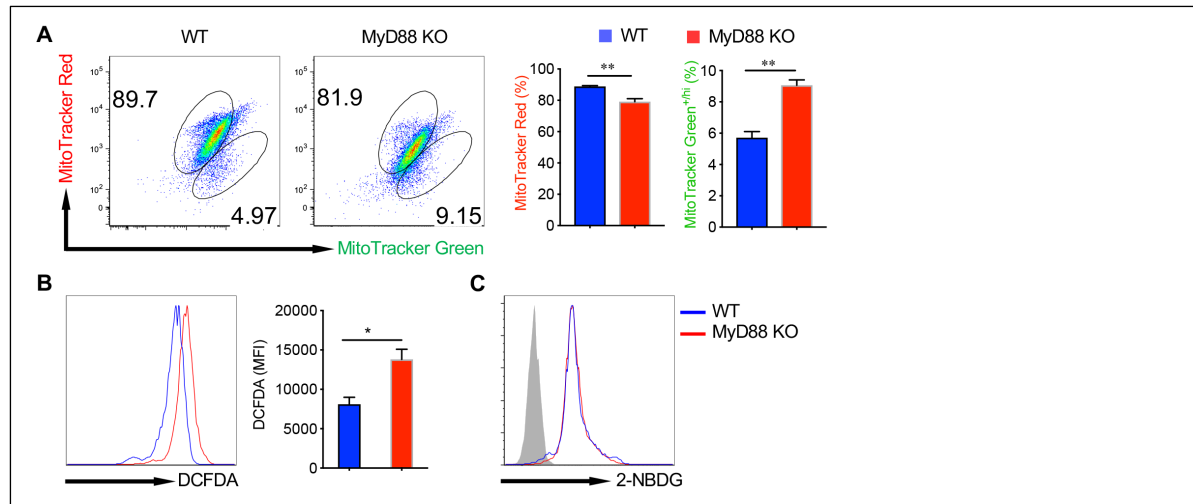 A
WT
MyD88 KO
WT
MyD88 KO
MitoTracker Red
10⁵
10⁴
10³
10²
0
89.7
4.97
10⁵
10⁴
10³
10²
0
81.9
9.15
MitoTracker Green
MitoTracker Red (%)
100
80
60
40
20
0
**
MitoTracker Green+/hi (%)
10
8
6
4
2
0
**
B
DCFDA
DCFDA (MFI)
20000
15000
10000
5000
0
*
C
2-NBDG
WT
MyD88 KO